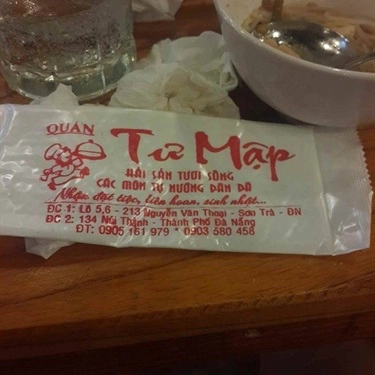 QUÁN
Tư Mập
HẢI SẢN TƯƠI SỐNG
CÁC MÓN TỰ NƯỚNG DÂN DÃ
Nhận đặt tiệc, liên hoan, sinh nhật...
ĐC 1: Lô 5,6 - 213 Nguyễn Văn Thoại - Sơn Trà - ĐN
ĐC 2: 134 Núi Thành - Thành Phố Đà Nẵng
ĐT: 0905 161 979 * 0903 580 458